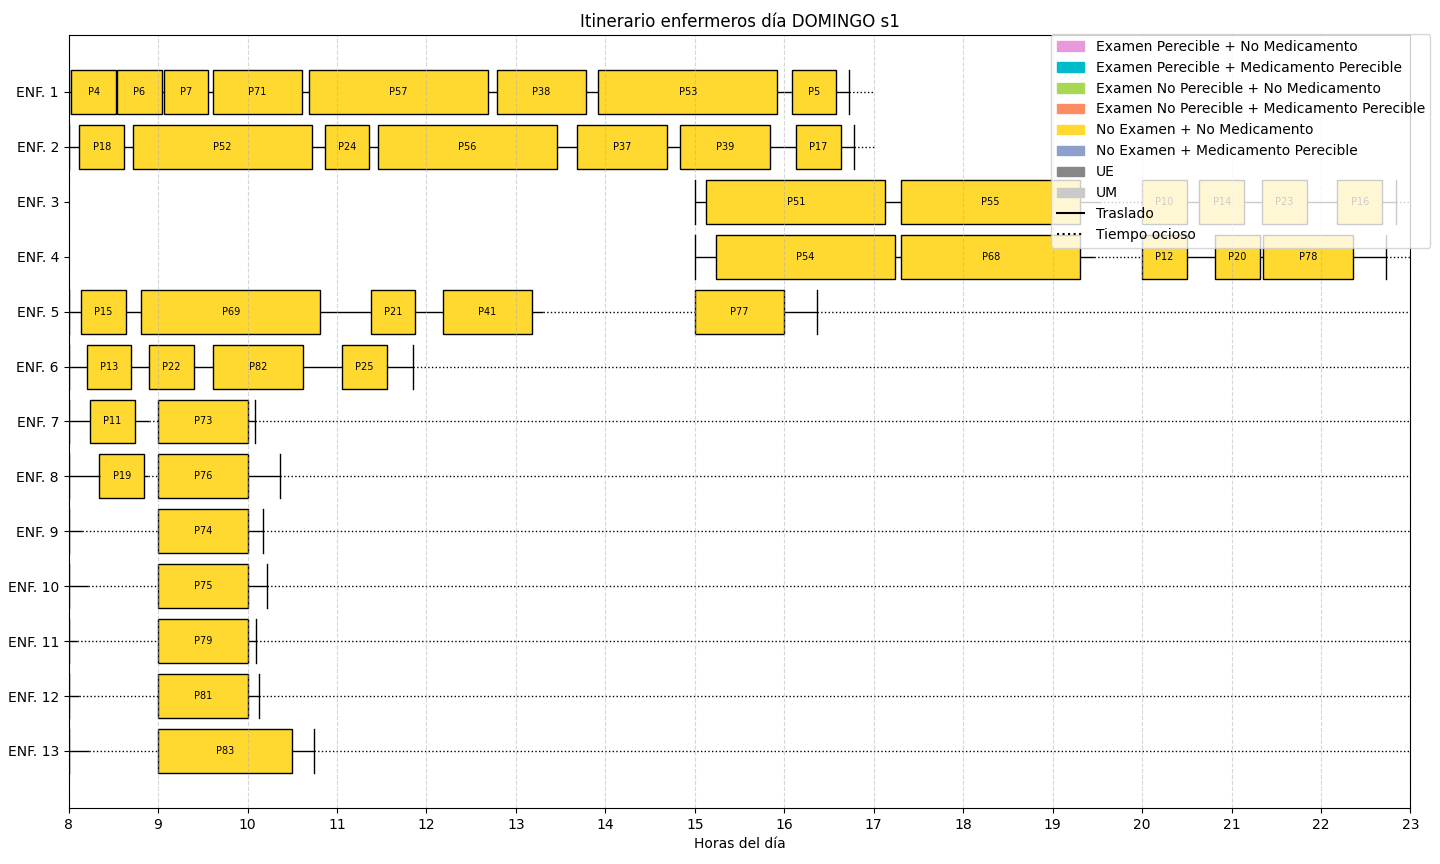 Itinerario enfermeros día DOMINGO s1
Examen Perecible + No Medicamento
Examen Perecible + Medicamento Perecible
Examen No Perecible + No Medicamento
Examen No Perecible + Medicamento Perecible
No Examen + No Medicamento
No Examen + Medicamento Perecible
UE
UM
Traslado
Tiempo ocioso
ENF. 1 P4 P6 P7 P71 P57 P38 P53 P5
ENF. 2 P18 P52 P24 P56 P37 P39 P17
ENF. 3 P51 P55 P10 P14 P23 P16
ENF. 4 P54 P68 P12 P20 P78
ENF. 5 P15 P69 P21 P41 P77
ENF. 6 P13 P22 P82 P25
ENF. 7 P11 P73
ENF. 8 P19 P76
ENF. 9 P74
ENF. 10 P75
ENF. 11 P79
ENF. 12 P81
ENF. 13 P83
8 9 10 11 12 13 14 15 16 17 18 19 20 21 22 23
Horas del día